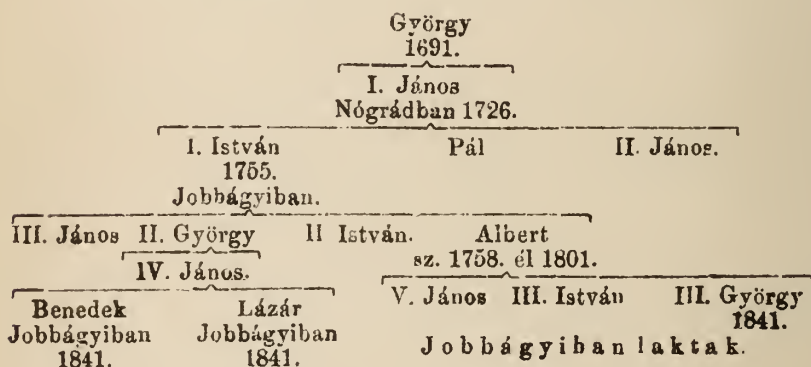 György
1691.
I. János
Nógrádban 1726.
I. István Pál II. János.
1755.
Jobbágyiban.
III. János II. György II István. Albert
sz. 1758. él 1801.
IV. János.
V. János III. István III. György
1841.
Benedek Lázár
Jobbágyiban Jobbágyiban
1841. 1841.
Jobbágyiban laktak.